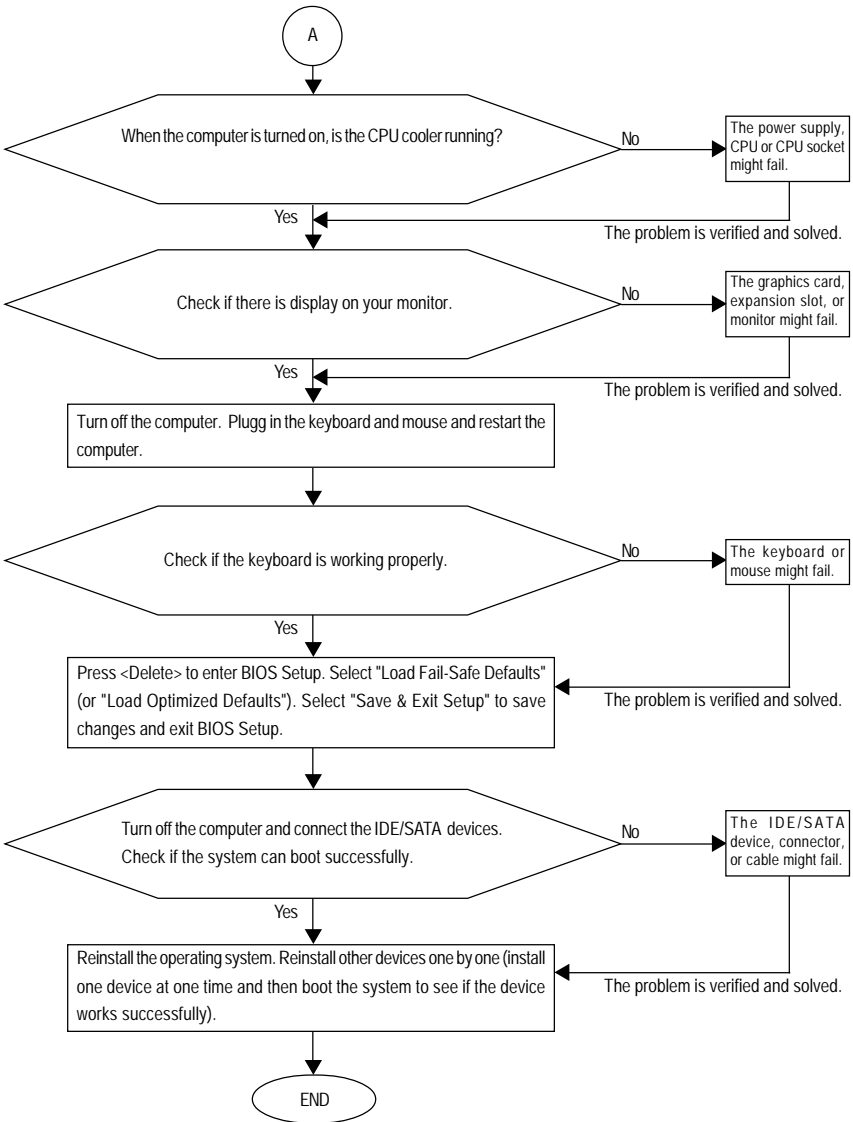 A
When the computer is turned on, is the CPU cooler running?
No
The power supply,
CPU or CPU socket
might fail.
Yes
The problem is verified and solved.
Check if there is display on your monitor.
No
The graphics card,
expansion slot, or
monitor might fail.
Yes
The problem is verified and solved.
Turn off the computer. Plugg in the keyboard and mouse and restart the
computer.
Check if the keyboard is working properly.
No
The keyboard or
mouse might fail.
Yes
Press <Delete> to enter BIOS Setup. Select "Load Fail-Safe Defaults"
(or "Load Optimized Defaults"). Select "Save & Exit Setup" to save
changes and exit BIOS Setup.
The problem is verified and solved.
Turn off the computer and connect the IDE/SATA devices.
Check if the system can boot successfully.
No
The IDE/SATA
device, connector,
or cable might fail.
Yes
Reinstall the operating system. Reinstall other devices one by one (install
one device at one time and then boot the system to see if the device
works successfully).
The problem is verified and solved.
END